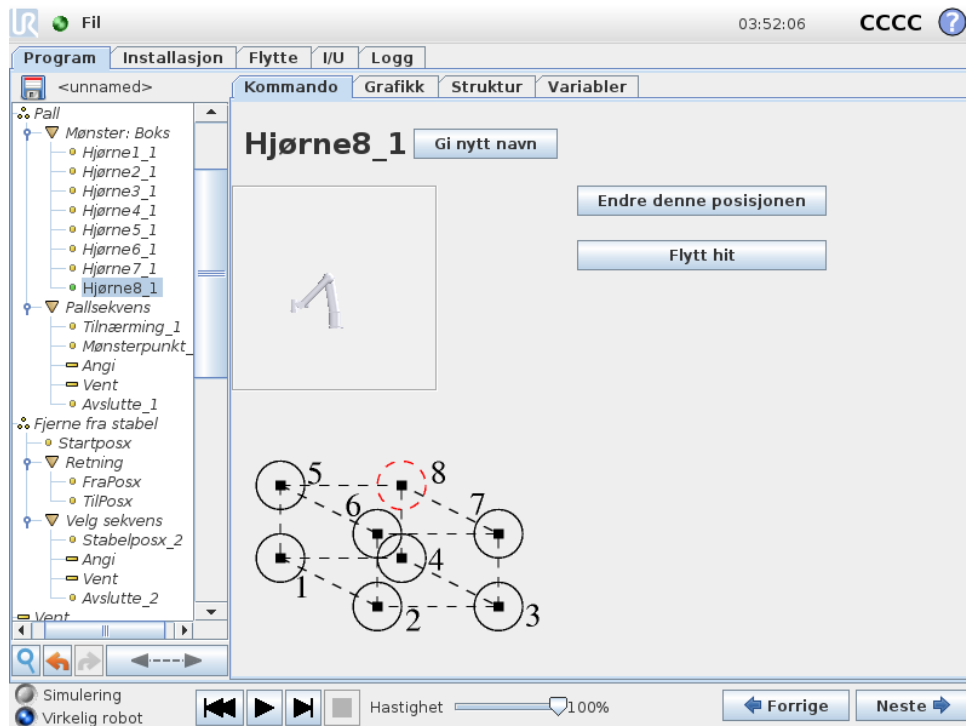 UR Fil 03:52:06 CCCC ?
Program Installasjon Flytte I/U Logg
<unnamed> Kommando Grafikk Struktur Variabler
Pall
Mønster: Boks
Hjørne1_1
Hjørne2_1
Hjørne3_1
Hjørne4_1
Hjørne5_1
Hjørne6_1
Hjørne7_1
Hjørne8_1
Pallsekvens
Tilnærming_1
Mønsterpunkt_
Angi
Vent
Avslutte_1
Fjerne fra stabel
Startposx
Retning
FraPosx
TilPosx
Velg sekvens
Stabelposx_2
Angi
Vent
Avslutte_2
Vent
Hjørne8_1 Gi nytt navn
Endre denne posisjonen
Flytt hit
5 8
6 7
1 4
2 3
Simulering
Virkelig robot
Hastighet 100%
Forrige Neste